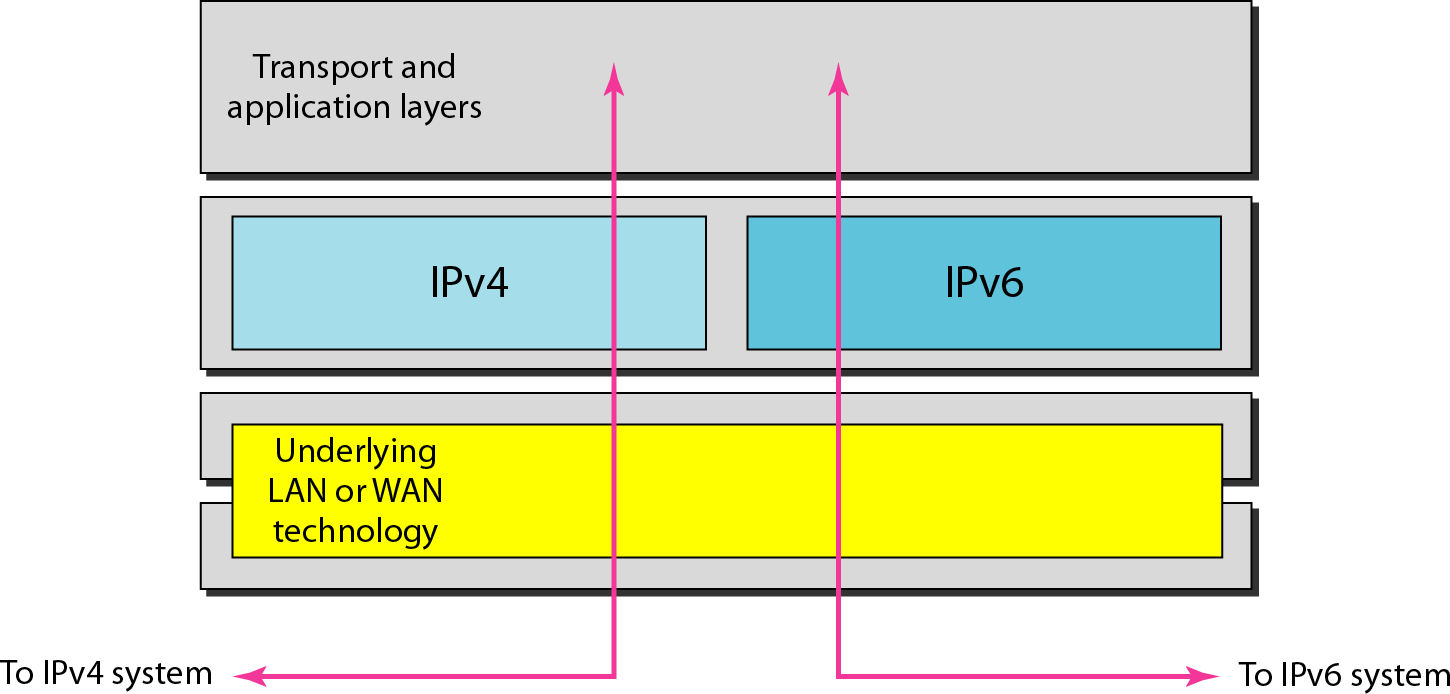 Transport and
application layers
IPv4
IPv6
Underlying
LAN or WAN
technology
To IPv4 system
To IPv6 system